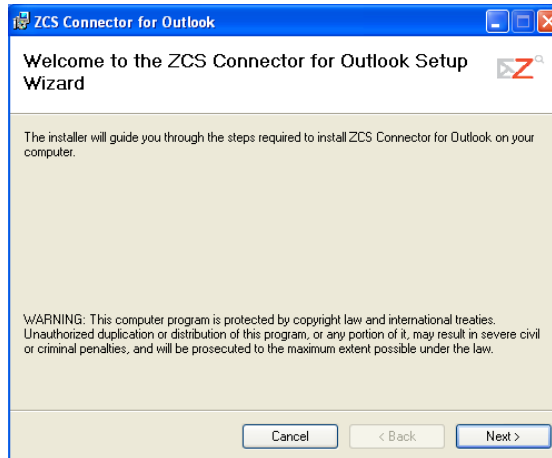 ZCS Connector for Outlook
Welcome to the ZCS Connector for Outlook Setup
Wizard
Z
The installer will guide you through the steps required to install ZCS Connector for Outlook on your
computer.
WARNING: This computer program is protected by copyright law and international treaties.
Unauthorized duplication or distribution of this program, or any portion of it, may result in severe civil
or criminal penalties, and will be prosecuted to the maximum extent possible under the law.
Cancel
< Back
Next >